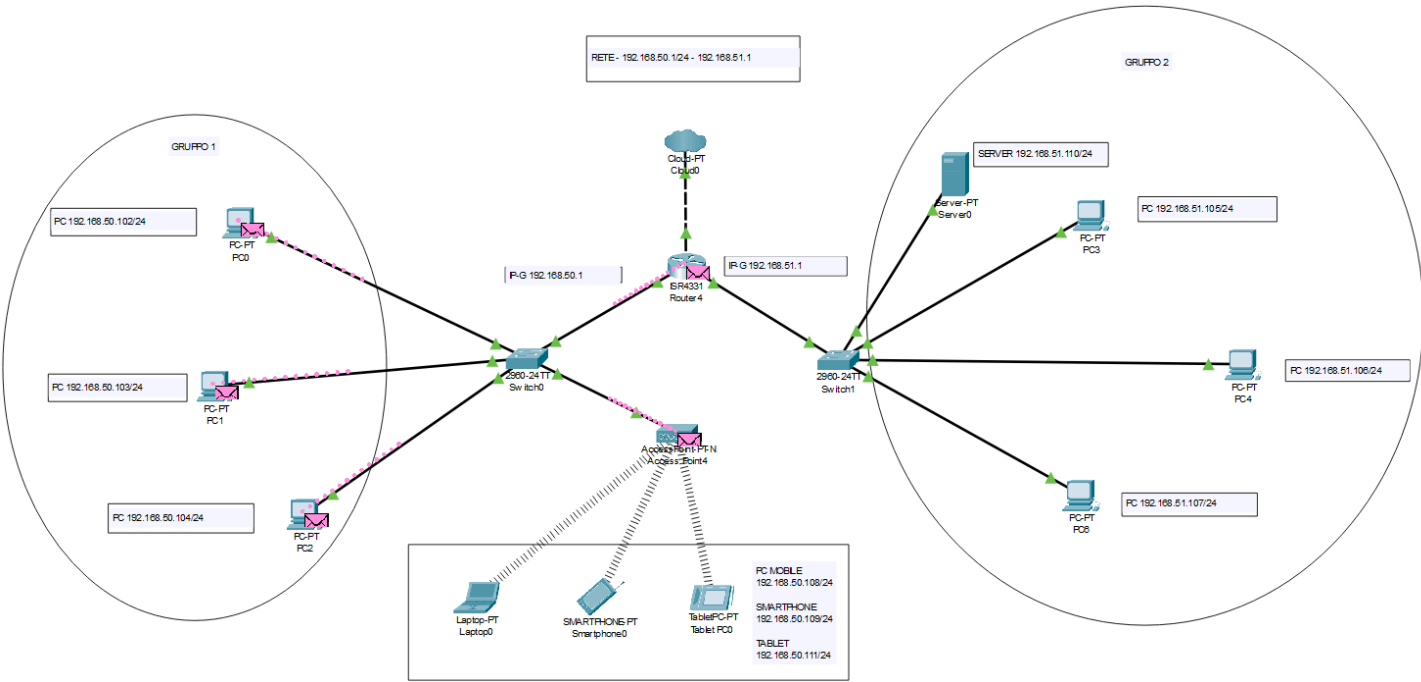 RETE - 192.168.50.1/24 - 192.168.51.1
GRUPPO 1
GRUPPO 2
Cloud-PT
Cloud0
SERVER 192.168.51.110/24
Server-PT
Server0
PC 192.168.50.102/24
PC-PT
PC0
PC 192.168.51.105/24
PC-PT
PC3
IP-G 192.168.50.1
IP-G 192.168.51.1
ISR4331
Router4
2960-24TT
Switch0
2960-24TT
Switch1
PC 192.168.50.103/24
PC-PT
PC1
PC 192.168.51.106/24
PC-PT
PC4
AccessPoint-PT-N
Access Point4
PC 192.168.50.104/24
PC-PT
PC2
PC 192.168.51.107/24
PC-PT
PC6
Laptop-PT
Laptop0
SMARTPHONE-PT
Smartphone0
TabletPC-PT
Tablet PC0
PC MOBILE
192.168.50.108/24
SMARTPHONE
192.168.50.109/24
TABLET
192.168.50.111/24